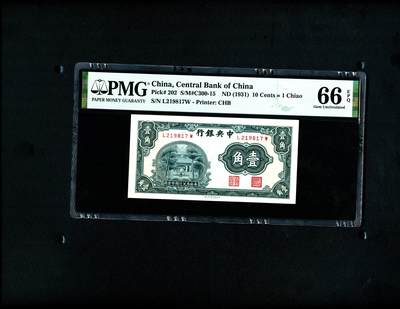 PMG
PAPER MONEY GUARANTY
China, Central Bank of China
Pick# 202 S/M#C300-15 ND (1931) 10 Cents = 1 Chiao
S/N L219817W - Printer: CHB
66 EPQ
Gem Uncirculated
中央銀行
L219817W L219817W
壹角